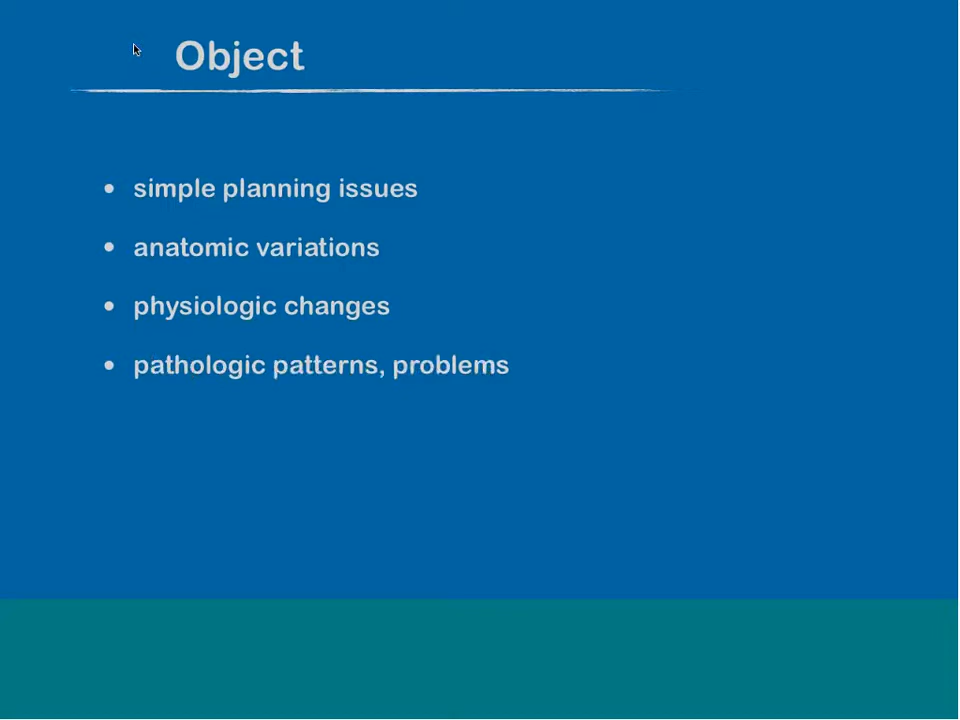 Object
• simple planning issues
• anatomic variations
• physiologic changes
• pathologic patterns, problems